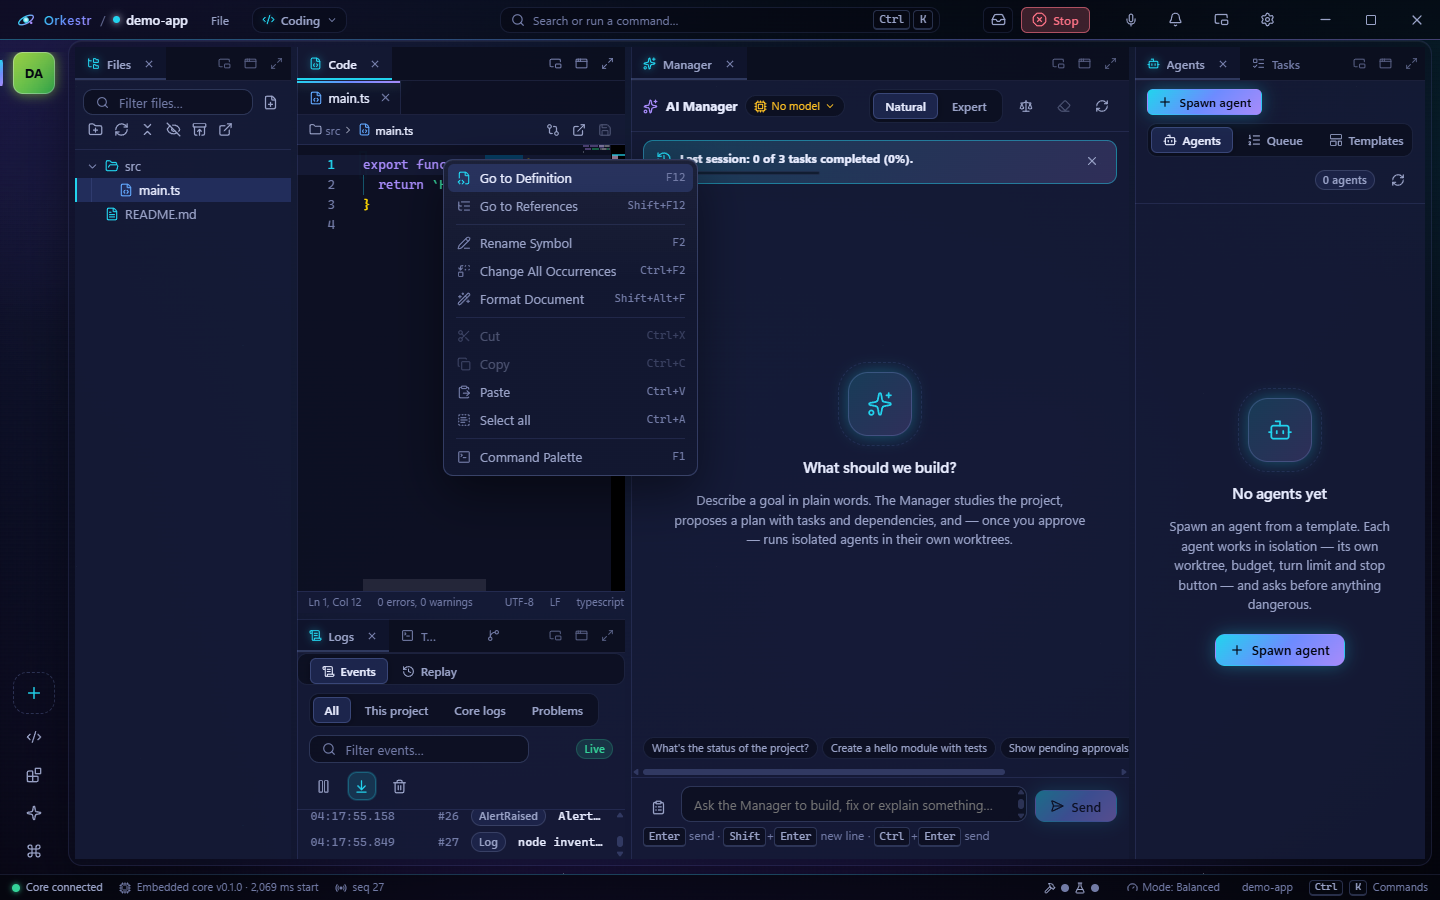 Orkestr / demo-app
File
Coding
Search or run a command...
Ctrl K
Stop
DA
Files
Filter files...
src
main.ts
README.md
Code
main.ts
src > main.ts
1 export func
2 return `
3 }
4
Go to Definition F12
Go to References Shift+F12
Rename Symbol F2
Change All Occurrences Ctrl+F2
Format Document Shift+Alt+F
Cut Ctrl+X
Copy Ctrl+C
Paste Ctrl+V
Select all Ctrl+A
Command Palette F1
Ln 1, Col 12 0 errors, 0 warnings UTF-8 LF typescript
Logs
T...
Events
Replay
All This project Core logs Problems
Filter events...
Live
04:17:55.158 #26 AlertRaised Alert...
04:17:55.849 #27 Log node invent...
Manager
AI Manager
No model
Natural Expert
Last session: 0 of 3 tasks completed (0%).
What should we build?
Describe a goal in plain words. The Manager studies the project,
proposes a plan with tasks and dependencies, and — once you approve
— runs isolated agents in their own worktrees.
What's the status of the project?
Create a hello module with tests
Show pending approvals
Ask the Manager to build, fix or explain something...
Send
Enter send · Shift + Enter new line · Ctrl + Enter send
Agents
Tasks
+ Spawn agent
Agents Queue Templates
0 agents
No agents yet
Spawn an agent from a template. Each
agent works in isolation — its own
worktree, budget, turn limit and stop
button — and asks before anything
dangerous.
+ Spawn agent
Core connected
Embedded core v0.1.0 · 2,069 ms start
seq 27
Mode: Balanced
demo-app
Ctrl K Commands